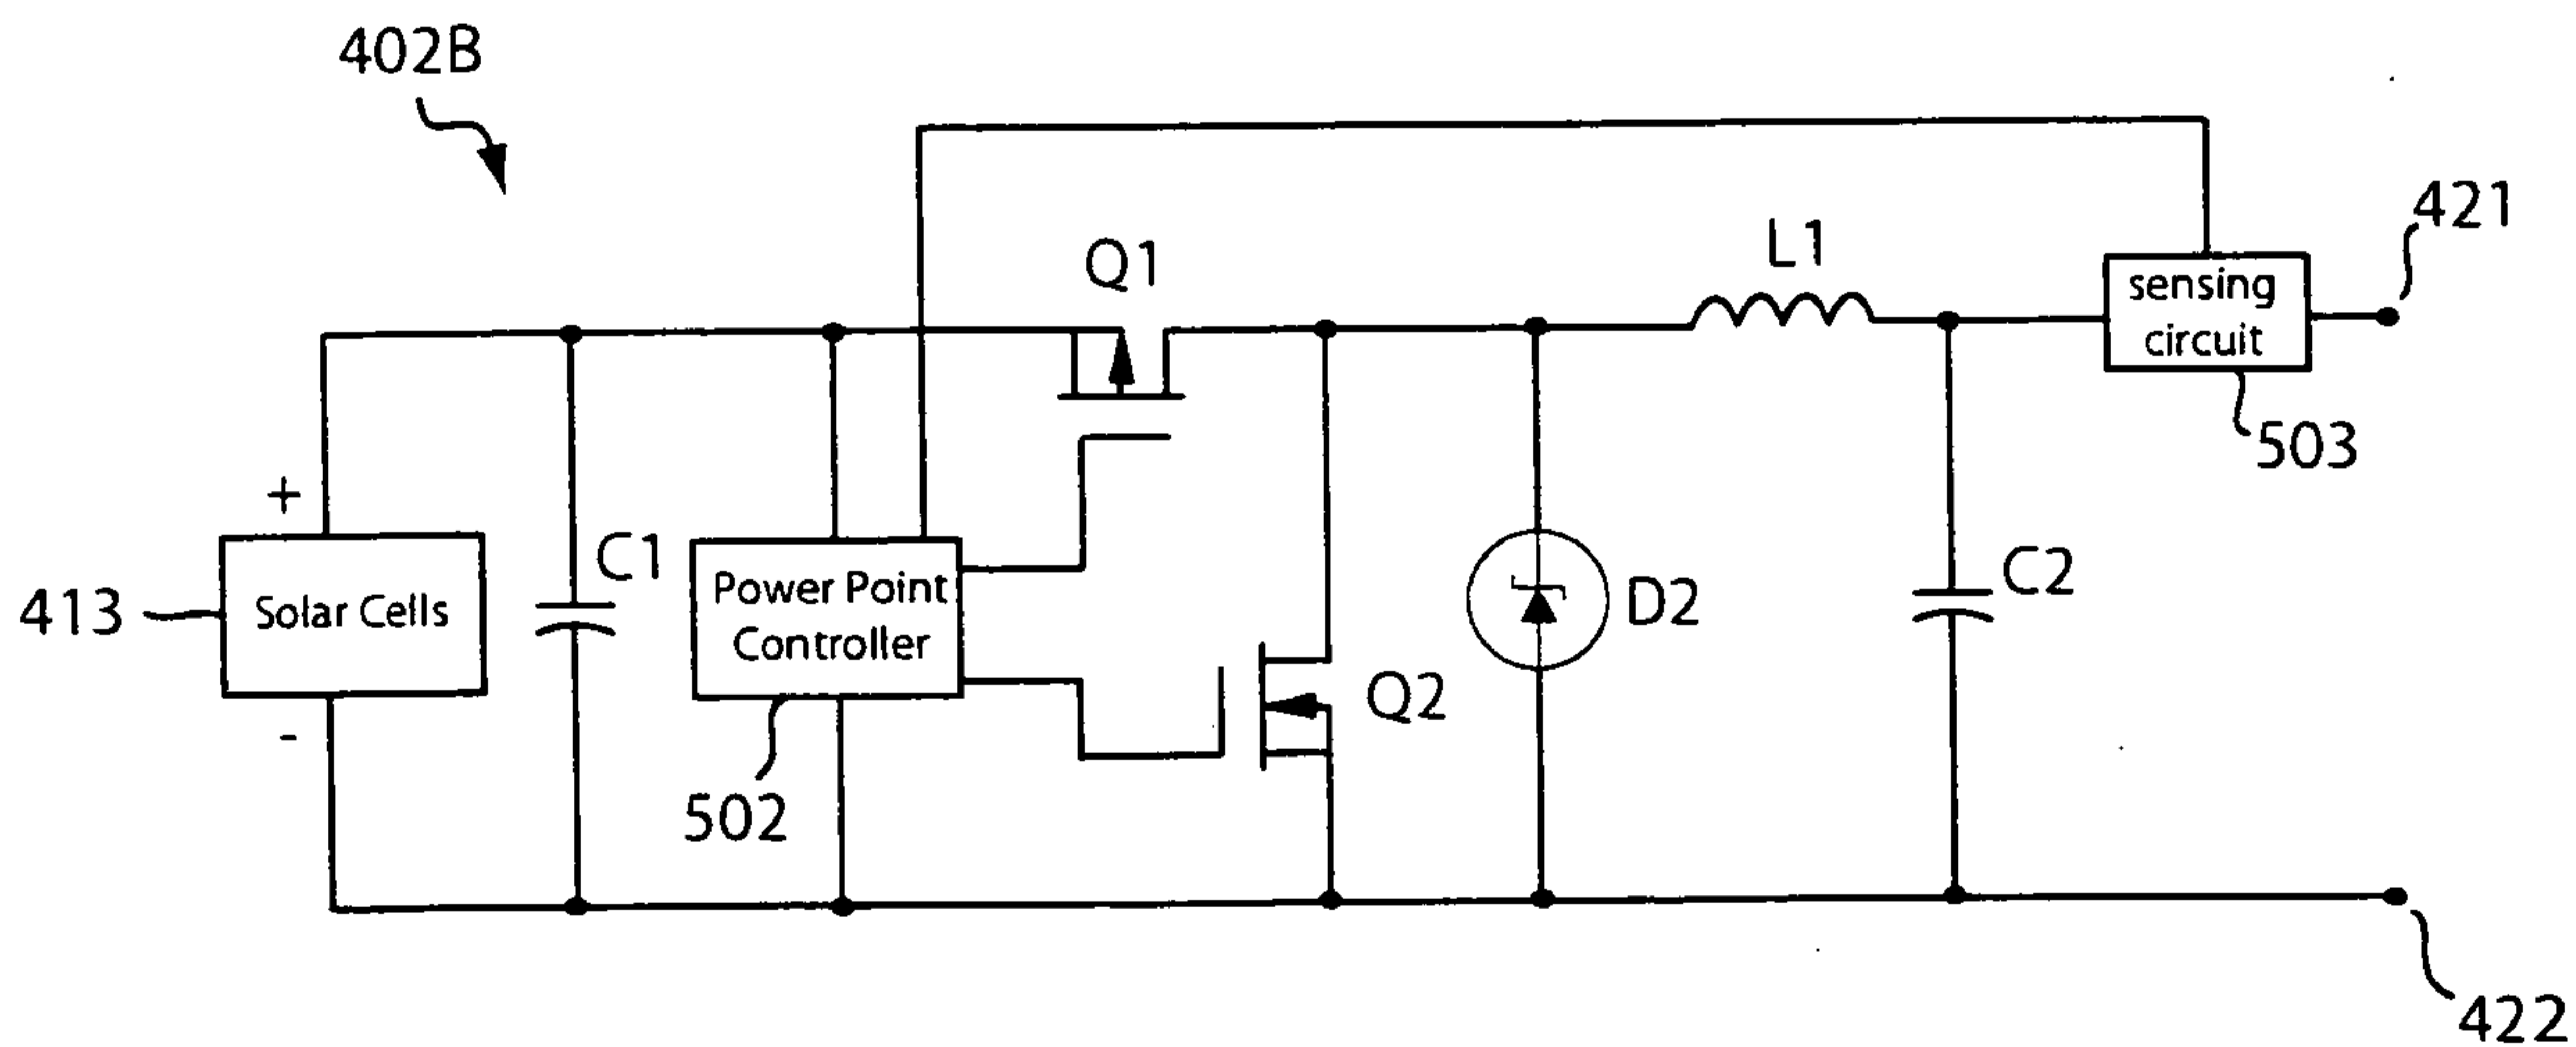 402B
421
Q1
L1
sensing
circuit
503
+
413
Solar Cells
C1
Power Point
Controller
D2
C2
-
Q2
502
422